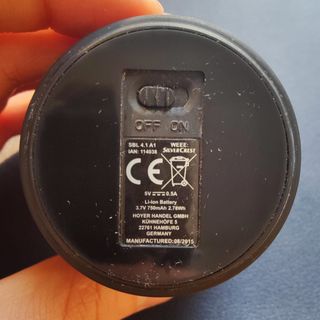 OFF ON
SBL 4.1 A1 WEEE:
IAN: 114938 SILVERCREST
CE
5V 0.5A
Li-Ion Battery
3.7V 750mAh 2.78Wh
HOYER HANDEL GMBH
KÜHNEHÖFE 5
22761 HAMBURG
GERMANY
MANUFACTURED:08/2015